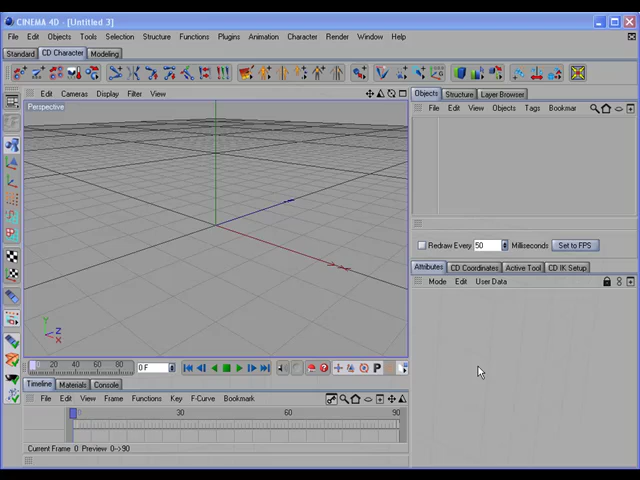 CINEMA 4D - [Untitled 3]
File Edit Objects Tools Selection Structure Functions Plugins Animation Character Render Window Help
Standard CD Character Modeling
Edit Cameras Display Filter View
Objects Structure Layer Browser
Perspective
File Edit View Objects Tags Bookmar
Redraw Every 50 Milliseconds Set to FPS
Attributes CD Coordinates Active Tool CD IK Setup
Mode Edit User Data
Y
Z
X
0 20 40 60 80 0 F P
Timeline Materials Console
File Edit View Frame Functions Key F-Curve Bookmark
0 30 60 90
Current Frame 0 Preview 0-->90